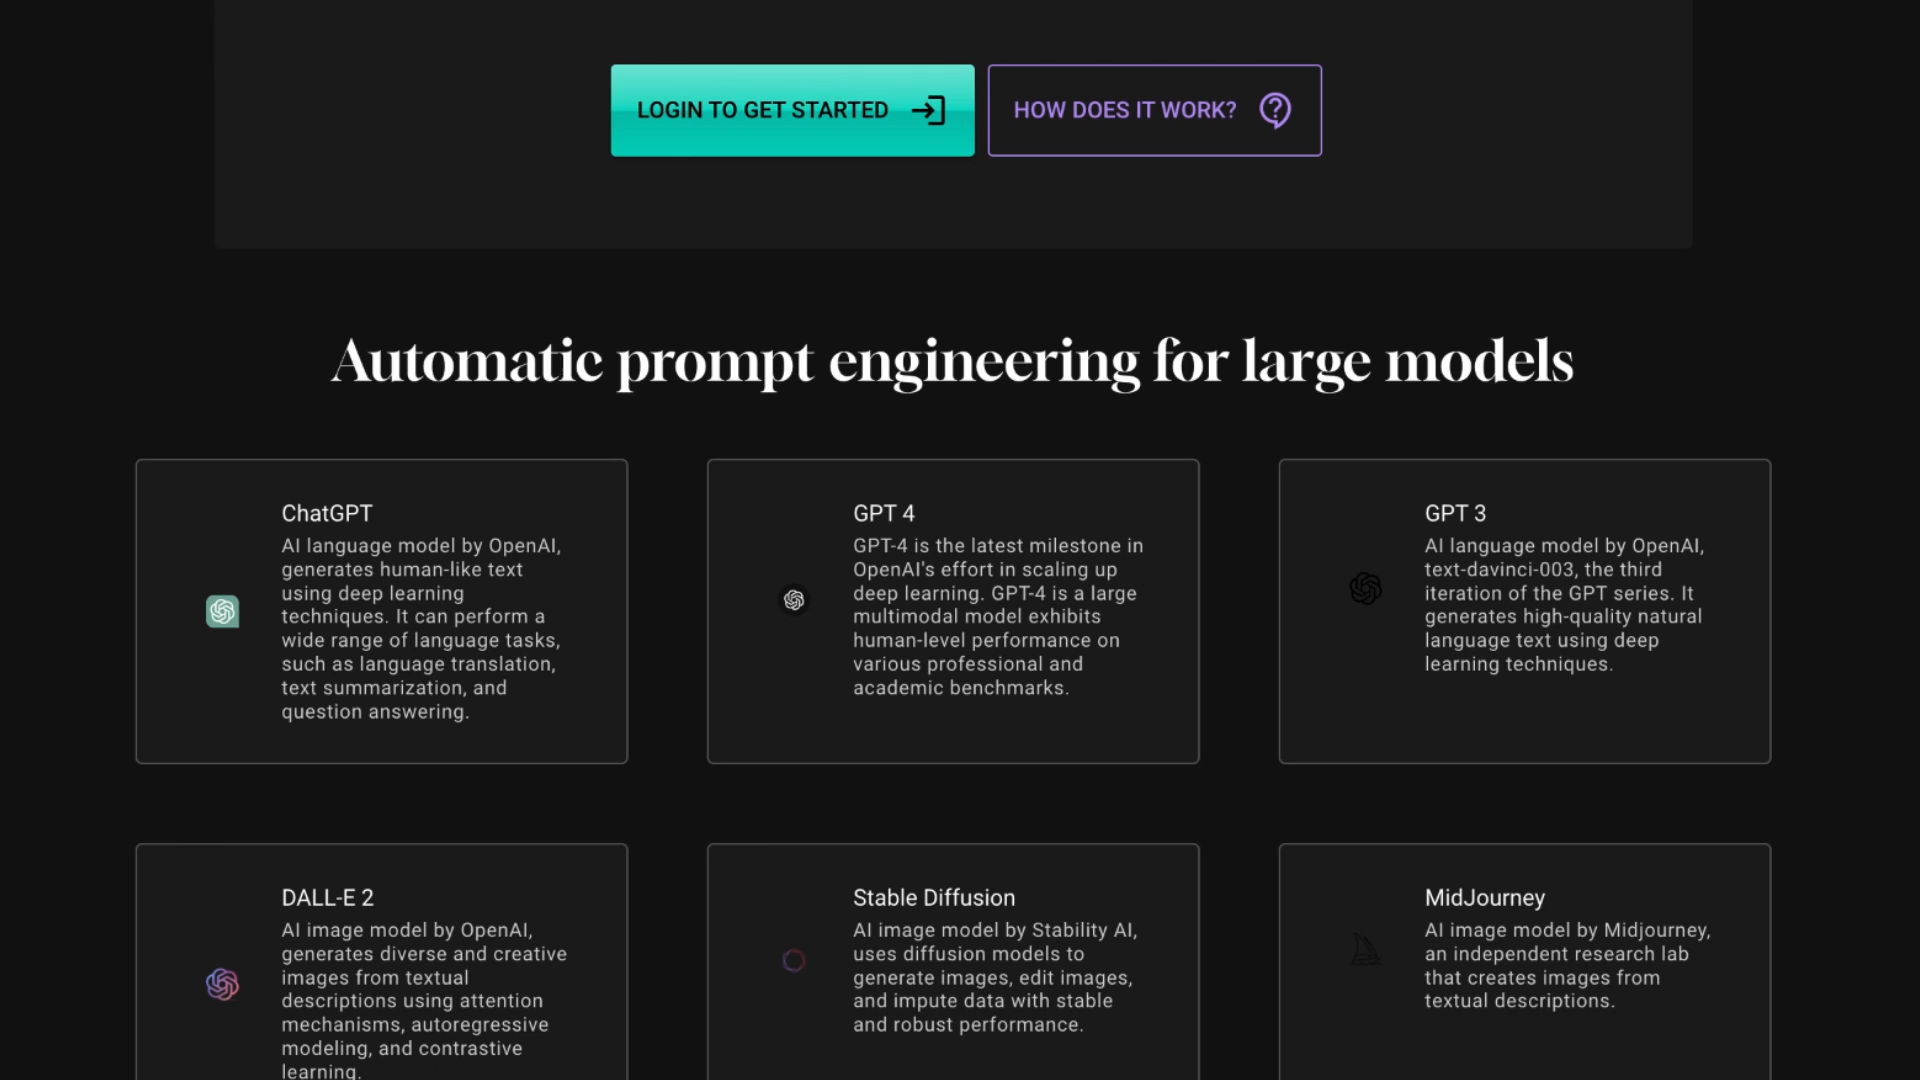 LOGIN TO GET STARTED
HOW DOES IT WORK?
Automatic prompt engineering for large models
ChatGPT
AI language model by OpenAI,
generates human-like text
using deep learning
techniques. It can perform a
wide range of language tasks,
such as language translation,
text summarization, and
question answering.
GPT 4
GPT-4 is the latest milestone in
OpenAI's effort in scaling up
deep learning. GPT-4 is a large
multimodal model exhibits
human-level performance on
various professional and
academic benchmarks.
GPT 3
AI language model by OpenAI,
text-davinci-003, the third
iteration of the GPT series. It
generates high-quality natural
language text using deep
learning techniques.
DALL-E 2
AI image model by OpenAI,
generates diverse and creative
images from textual
descriptions using attention
mechanisms, autoregressive
modeling, and contrastive
learning.
Stable Diffusion
AI image model by Stability AI,
uses diffusion models to
generate images, edit images,
and impute data with stable
and robust performance.
MidJourney
AI image model by Midjourney,
an independent research lab
that creates images from
textual descriptions.